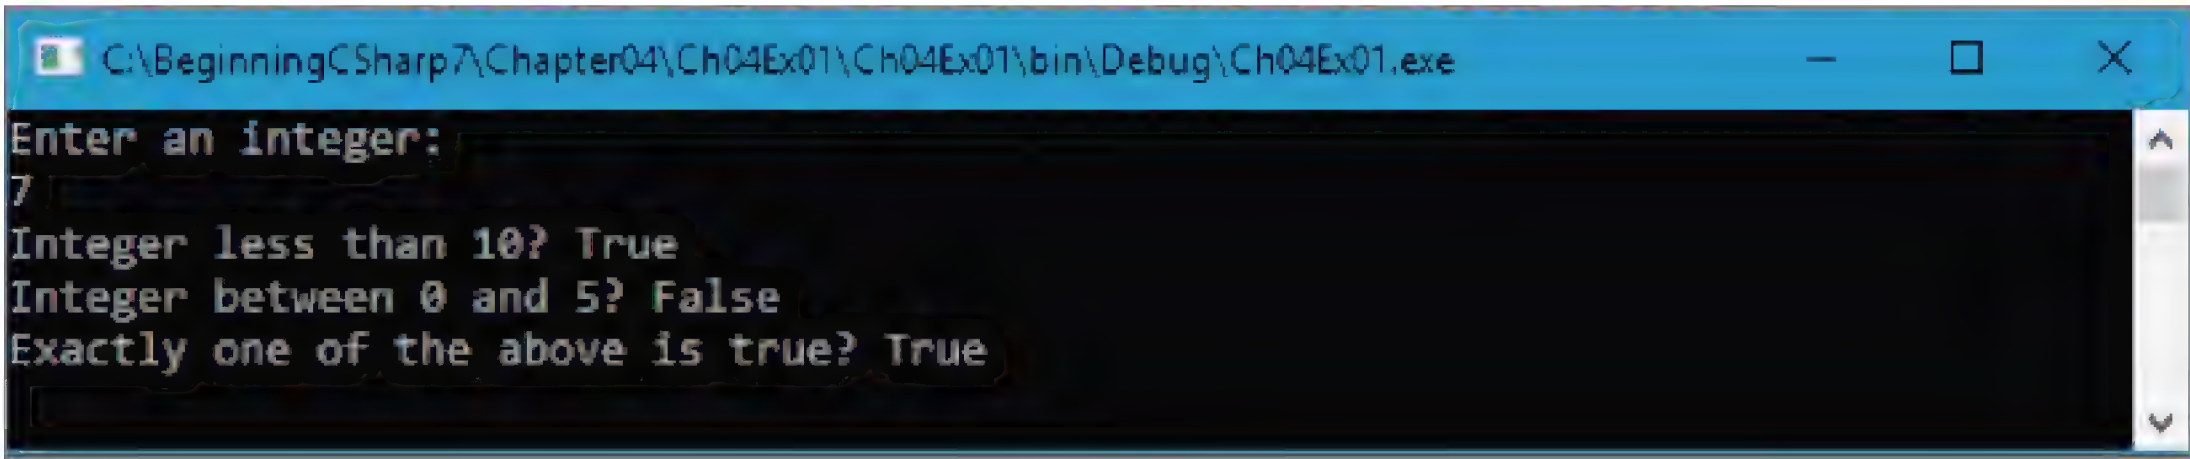 C:\BeginningCSharp7\Chapter04\Ch04Ex01\Ch04Ex01\bin\Debug\Ch04Ex01.exe
Enter an integer:
7
Integer less than 10? True
Integer between 0 and 5? False
Exactly one of the above is true? True